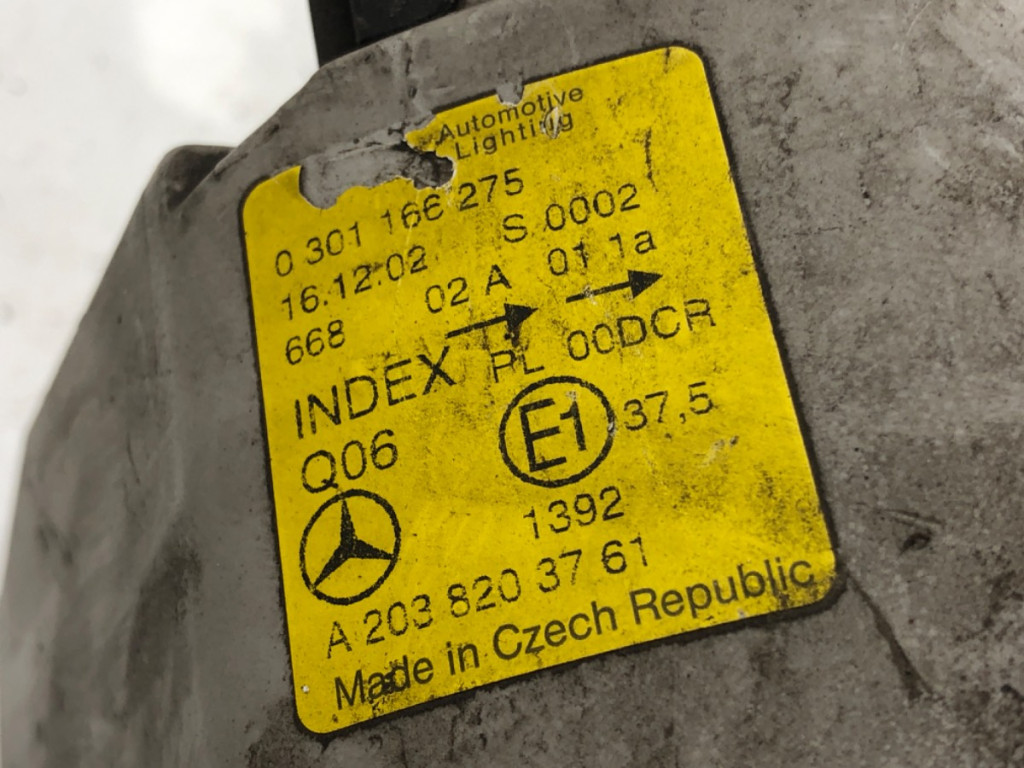 Automotive
Lighting
0 301 166 275
16.12.02 S 0002
668 02 A 01 1a
INDEX PL 00DCR
Q06 E1 37,5
1392
A 203 820 37 61
Made in Czech Republic